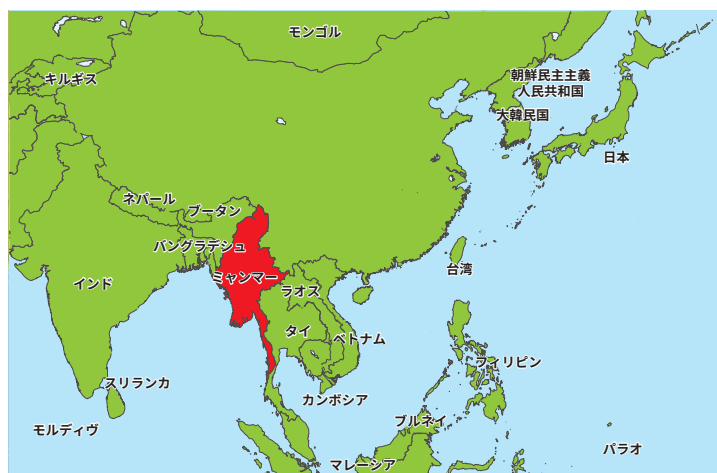 モンゴル
キルギス
朝鮮民主主義
人民共和国
大韓民国
日本
ネパール
ブータン
バングラデシュ
台湾
ミャンマー
インド
ラオス
タイ
ベトナム
フィリピン
スリランカ
カンボシア
ブルネイ
モルディヴ
パラオ
マレーシア